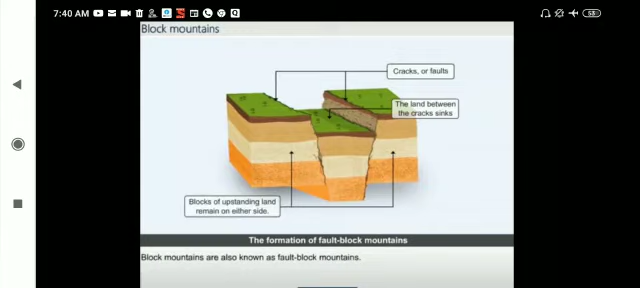 7:40 AM
53
Block mountains
Cracks, or faults
The land between
the cracks sinks
Blocks of upstanding land
remain on either side.
The formation of fault-block mountains
Block mountains are also known as fault-block mountains.